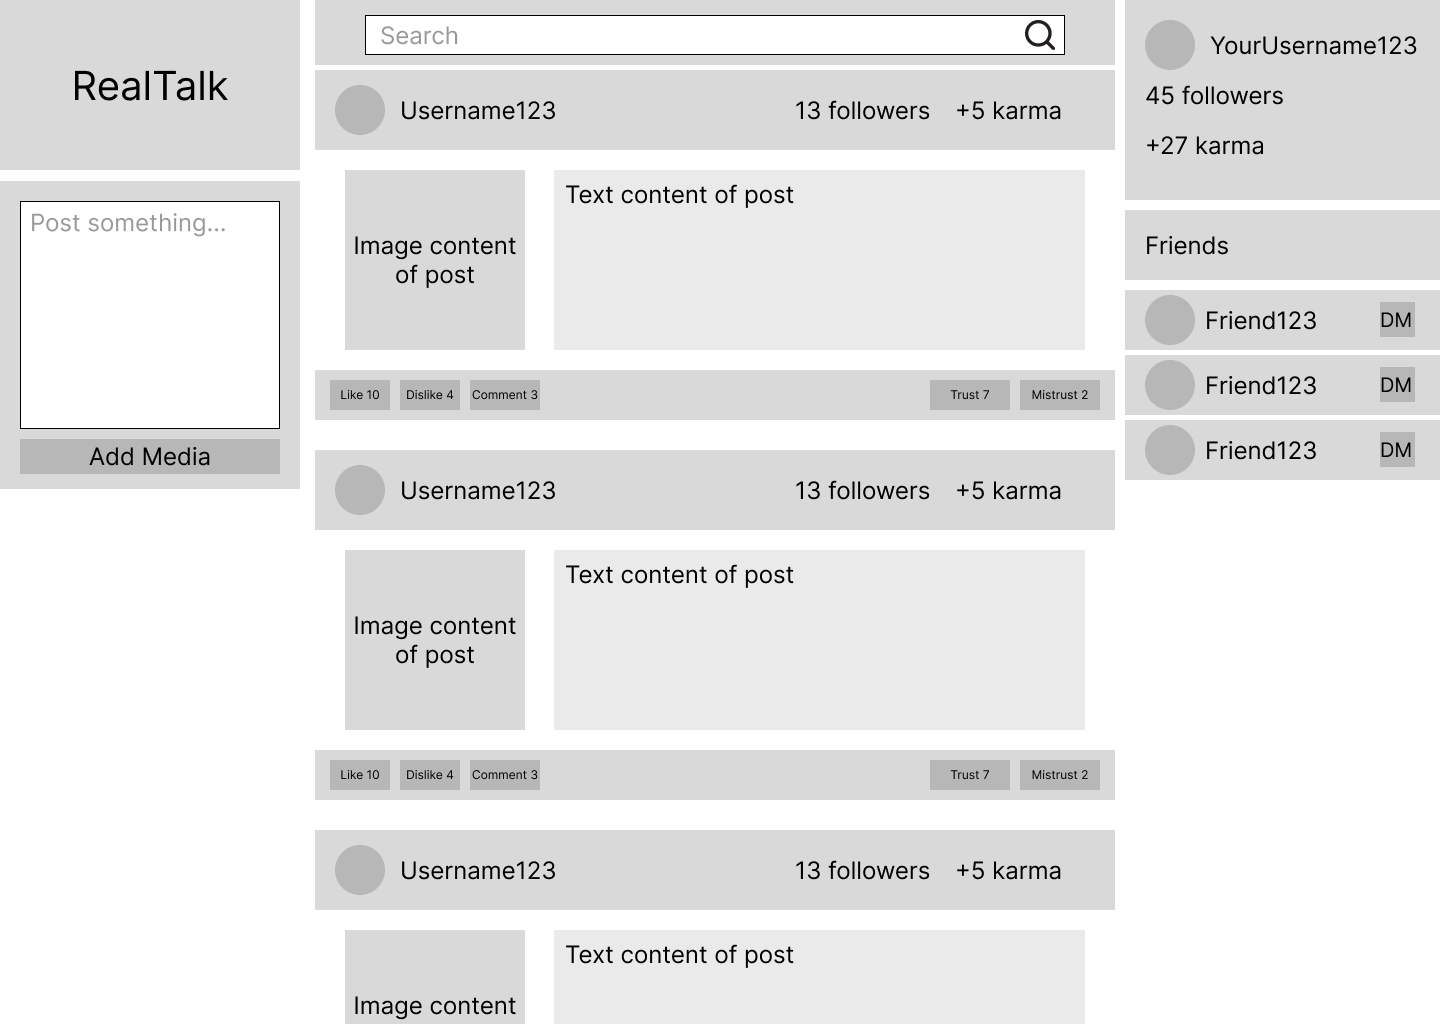 RealTalk
Post something...
Add Media
Search
Username123 13 followers +5 karma
Image content
of post
Text content of post
Like 10 Dislike 4 Comment 3 Trust 7 Mistrust 2
Username123 13 followers +5 karma
Image content
of post
Text content of post
Like 10 Dislike 4 Comment 3 Trust 7 Mistrust 2
Username123 13 followers +5 karma
Image content
Text content of post
YourUsername123
45 followers
+27 karma
Friends
Friend123 DM
Friend123 DM
Friend123 DM